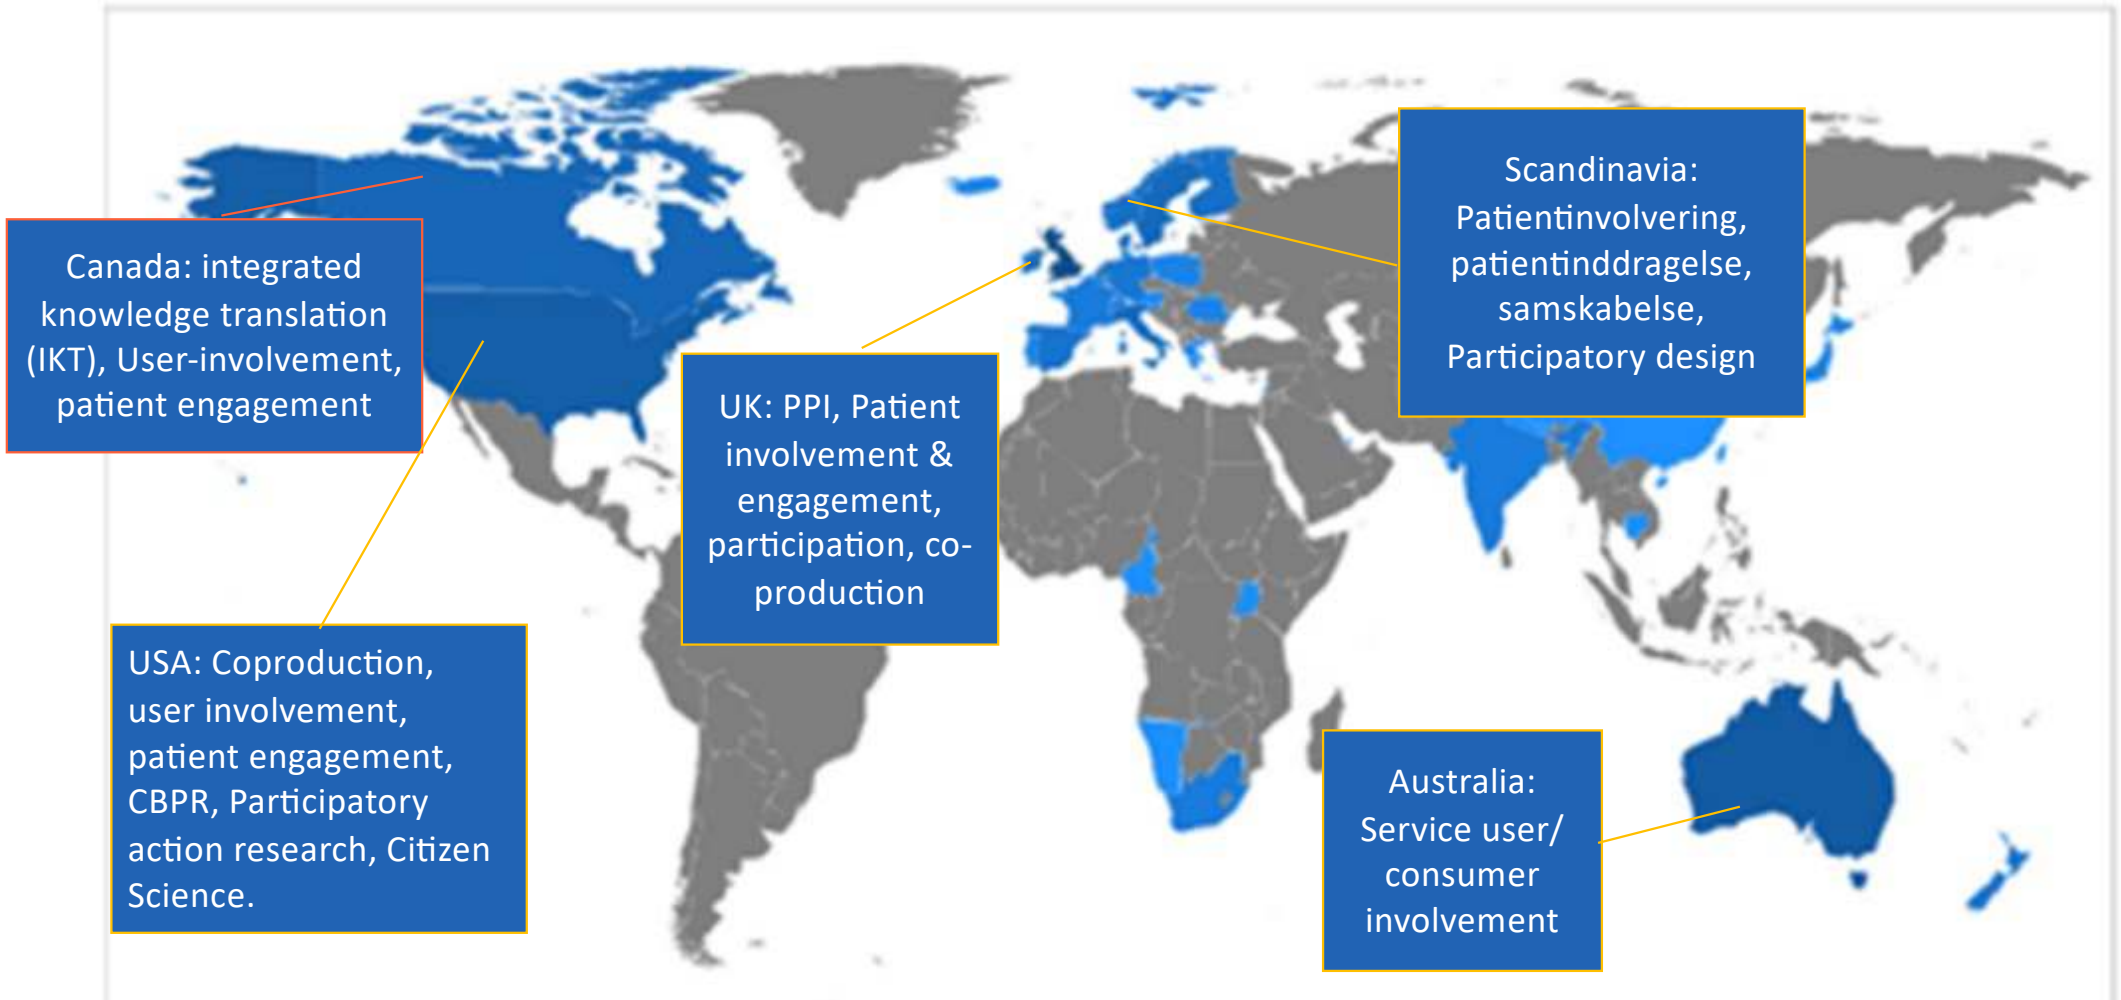 Canada: integrated
knowledge translation
(IKT), User-involvement,
patient engagement
USA: Coproduction,
user involvement,
patient engagement,
CBPR, Participatory
action research, Citizen
Science.
UK: PPI, Patient
involvement &
engagement,
participation, co-
production
Scandinavia:
Patientinvolvering,
patientinddragelse,
samskabelse,
Participatory design
Australia:
Service user/
consumer
involvement